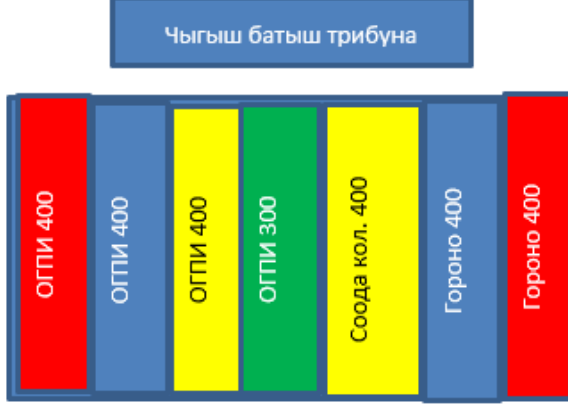 Чыгыш батыш трибуна
ОГПИ 400
ОГПИ 400
ОГПИ 400
ОГПИ 300
Соода кол. 400
Гороно 400
Гороно 400